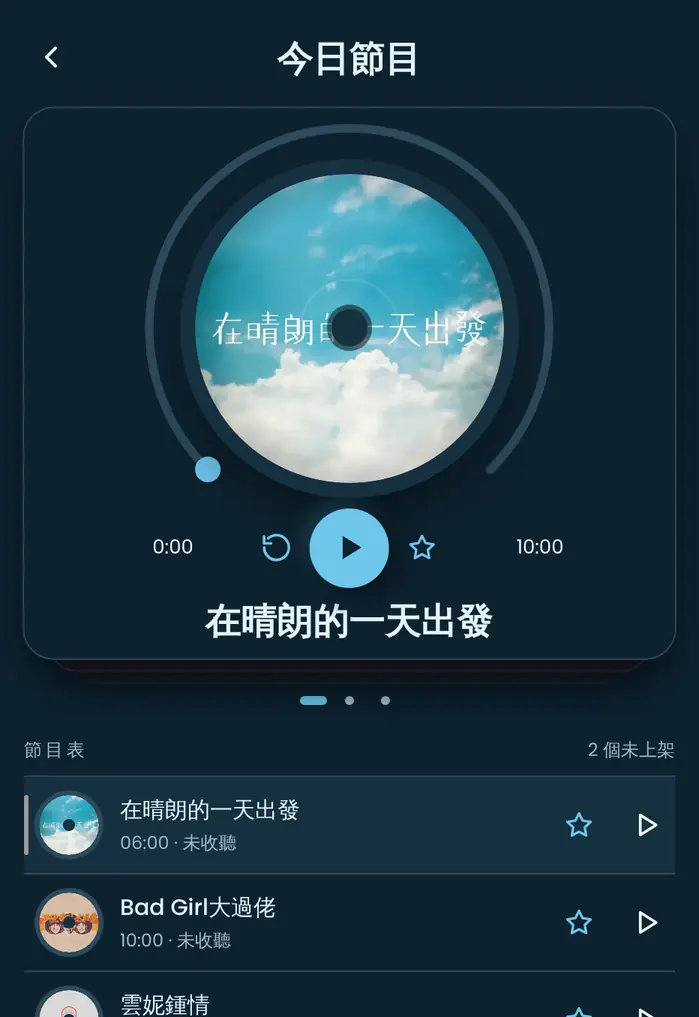 今日節目
在晴朗的一天出發
0:00
10:00
在晴朗的一天出發
節目表
2 個未上架
在晴朗的一天出發
06:00 · 未收聽
Bad Girl大過佬
10:00 · 未收聽
雲妮鍾情